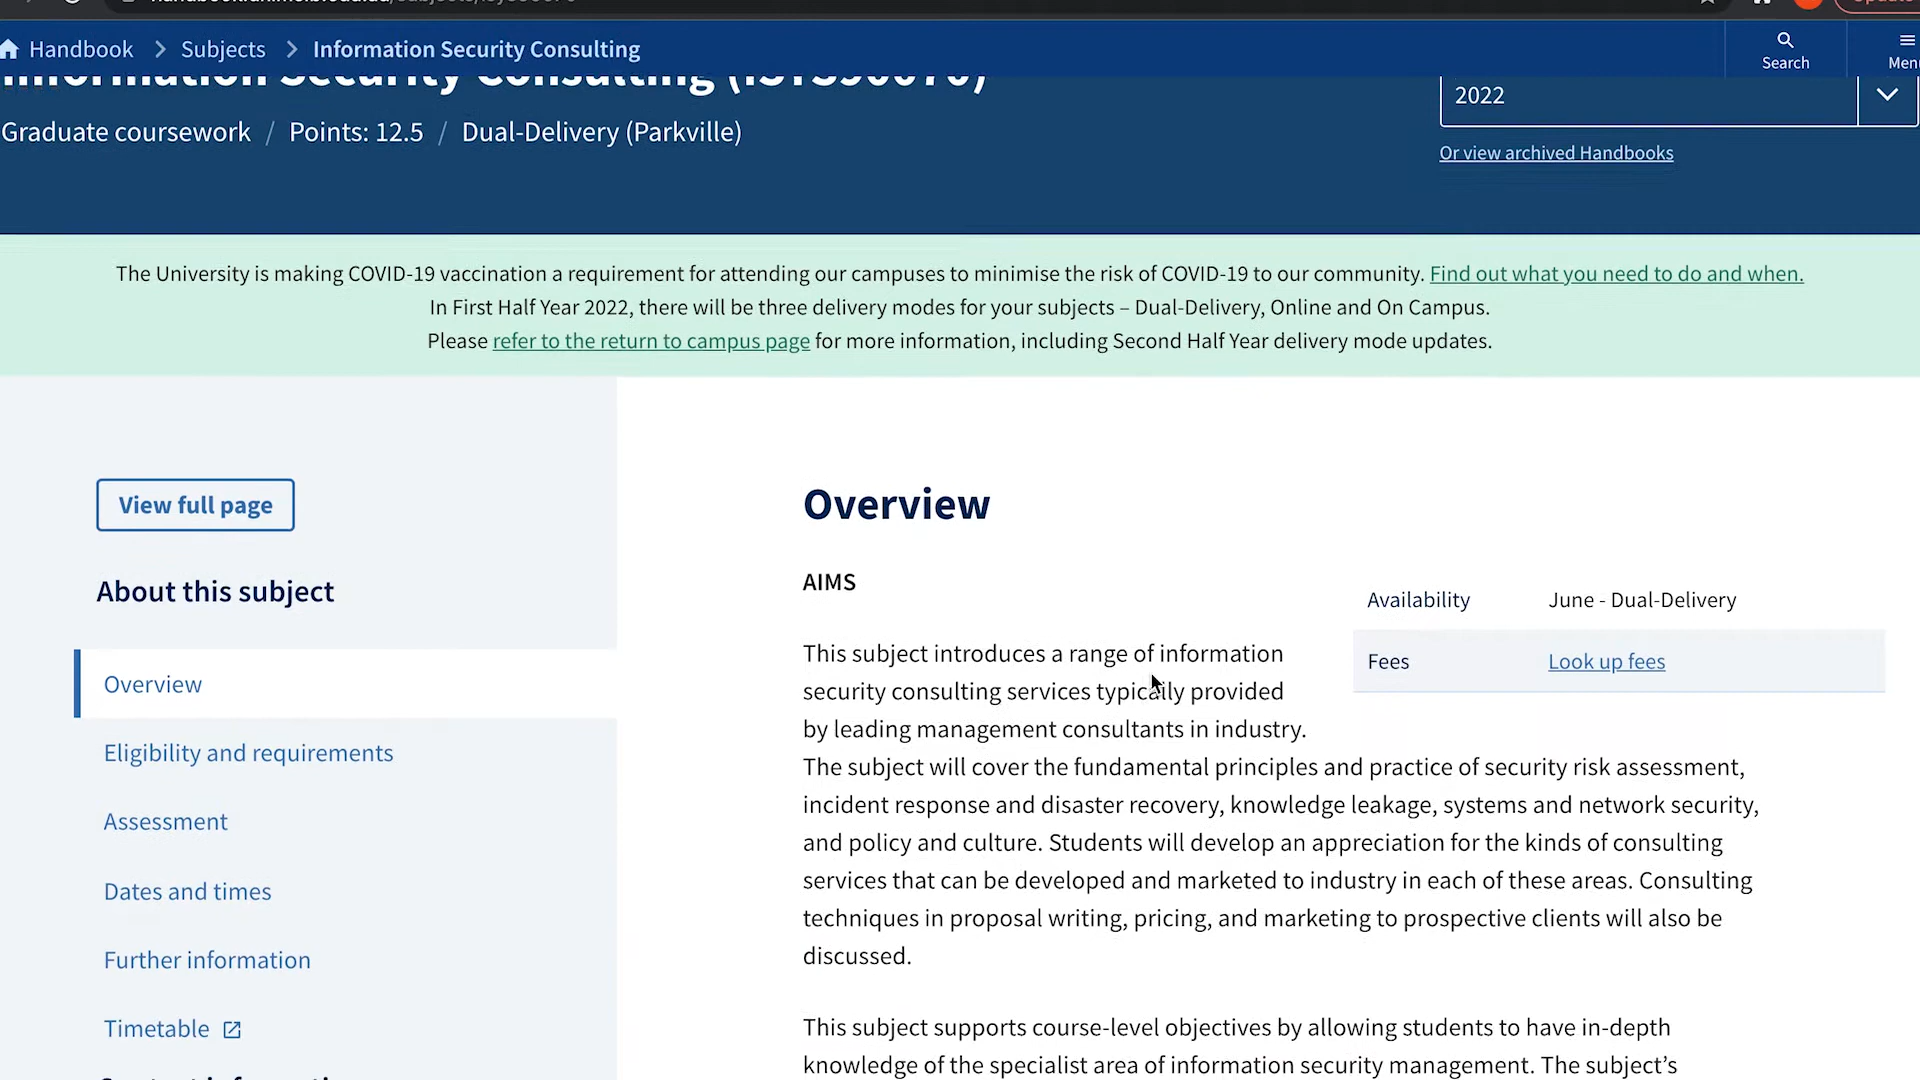 Handbook > Subjects > Information Security Consulting
Search
Information Security Consulting
2022
Graduate coursework / Points: 12.5 / Dual-Delivery (Parkville)
Or view archived Handbooks
The University is making COVID-19 vaccination a requirement for attending our campuses to minimise the risk of COVID-19 to our community. Find out what you need to do and when.
In First Half Year 2022, there will be three delivery modes for your subjects – Dual-Delivery, Online and On Campus.
Please refer to the return to campus page for more information, including Second Half Year delivery mode updates.
View full page
About this subject
Overview
Eligibility and requirements
Assessment
Dates and times
Further information
Timetable
Overview
AIMS
Availability June - Dual-Delivery
Fees Look up fees
This subject introduces a range of information
security consulting services typically provided
by leading management consultants in industry.
The subject will cover the fundamental principles and practice of security risk assessment,
incident response and disaster recovery, knowledge leakage, systems and network security,
and policy and culture. Students will develop an appreciation for the kinds of consulting
services that can be developed and marketed to industry in each of these areas. Consulting
techniques in proposal writing, pricing, and marketing to prospective clients will also be
discussed.
This subject supports course-level objectives by allowing students to have in-depth
knowledge of the specialist area of information security management. The subject’s